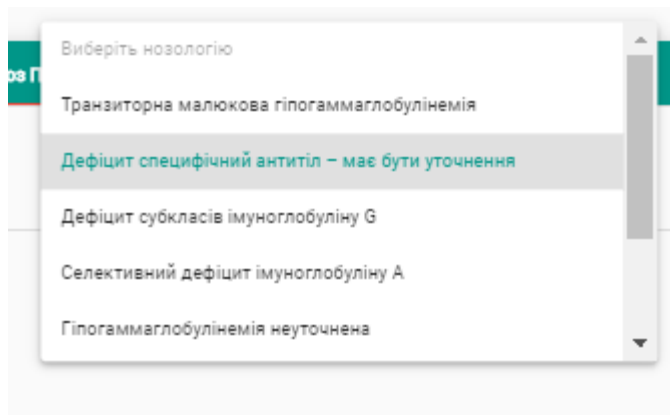 Виберіть нозологію
оз П
Транзиторна малюкова гіпогаммаглобулінемія
Дефіцит специфічний антитіл – має бути уточнення
Дефіцит субкласів імуноглобуліну G
Селективний дефіцит імуноглобуліну А
Гіпогаммаглобулінемія неуточнена